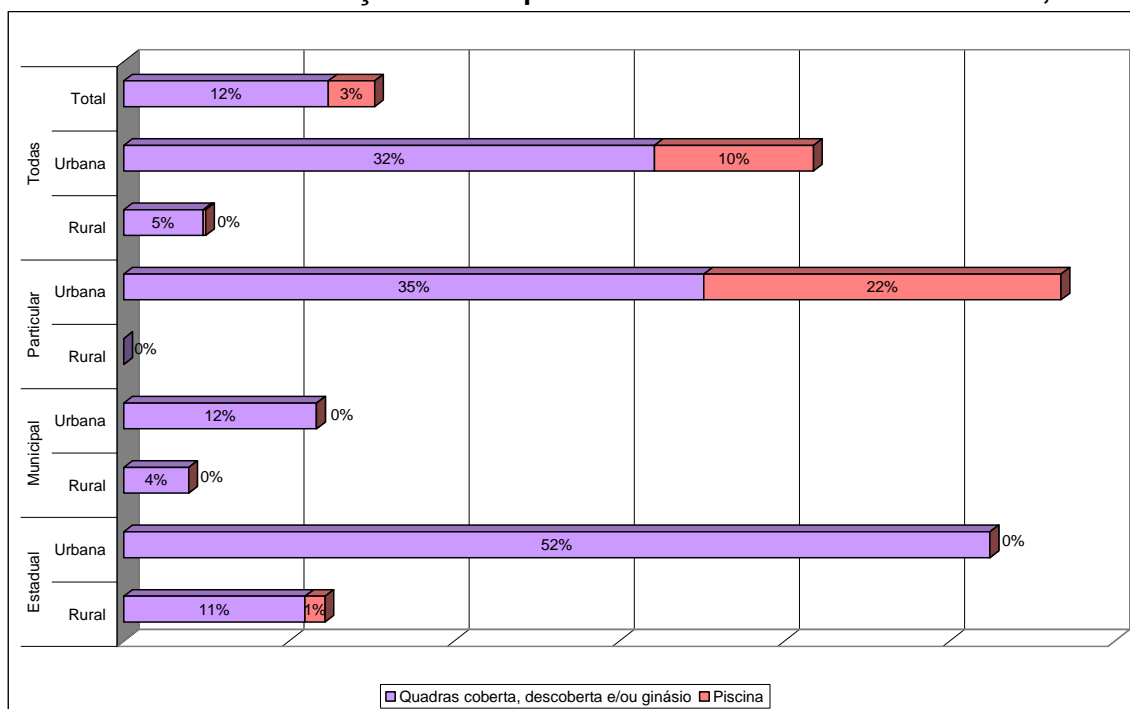 Todas
Total
12%
3%
Urbana
32%
10%
Rural
5%
0%
Particular
Urbana
35%
22%
Rural
0%
Municipal
Urbana
12%
0%
Rural
4%
0%
Estadual
Urbana
52%
0%
Rural
11%
1%
Quadras coberta, descoberta e/ou ginásio
Piscina